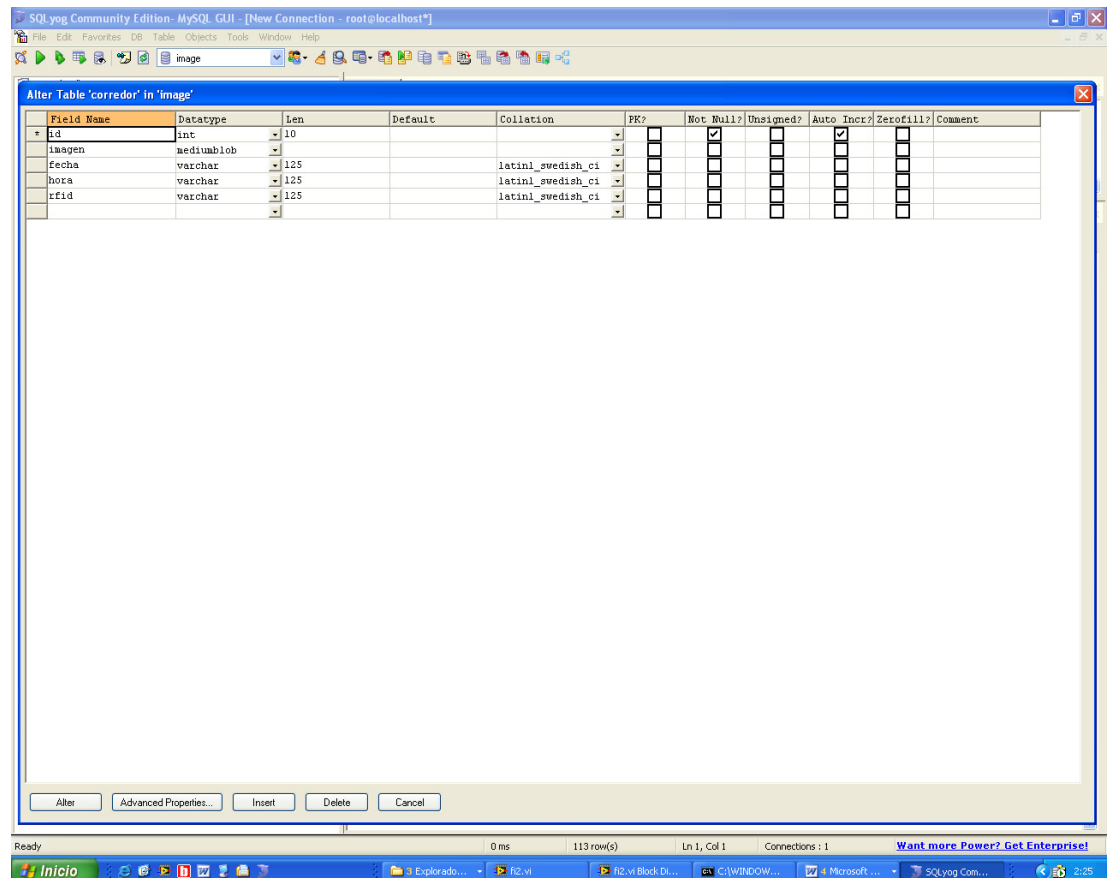 SQLyog Community Edition- MySQL GUI - [New Connection - root@localhost*]
File Edit Favorites DB Table Objects Tools Window Help
image
Alter Table 'corredor' in 'image'
Field Name Datatype Len Default Collation PK? Not Null? Unsigned? Auto Incr? Zerofill? Comment
* id int 10
imagen mediumblob
fecha varchar 125 latin1_swedish_ci
hora varchar 125 latin1_swedish_ci
rfid varchar 125 latin1_swedish_ci
Alter Advanced Properties... Insert Delete Cancel
Ready 0 ms 113 row(s) Ln 1, Col 1 Connections : 1 Want more Power? Get Enterprise!
Inicio 3 Explorado... fi2.vi fi2.vi Block Di... C:\WINDOW... 4 Microsoft ... SQLyog Com... 2:25